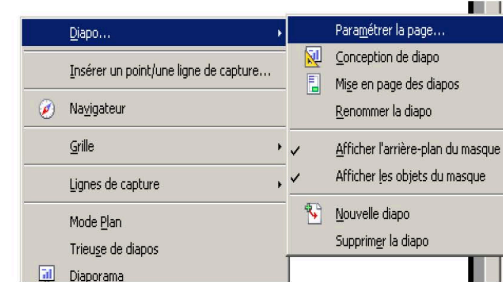 Diapo...
Insérer un point/une ligne de capture...
Navigateur
Grille
Lignes de capture
Mode Plan
Trieuse de diapos
Diaporama
Paramétrer la page...
Conception de diapo
Mise en page des diapos
Renommer la diapo
Afficher l'arrière-plan du masque
Afficher les objets du masque
Nouvelle diapo
Supprimer la diapo